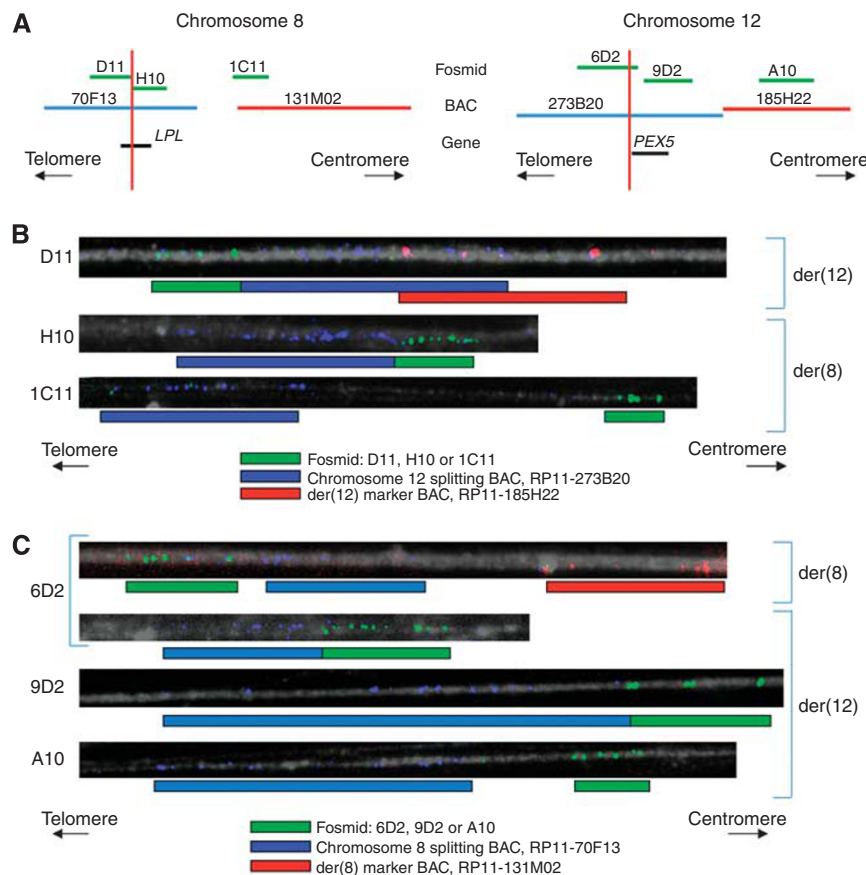 A
Chromosome 8
Chromosome 12
D11
H10
1C11
Fosmid
6D2
9D2
A10
70F13
131M02
BAC
273B20
185H22
LPL
Gene
PEX5
Telomere
Centromere
Telomere
Centromere
B
D11
der(12)
H10
1C11
der(8)
Telomere
Centromere
Fosmid: D11, H10 or 1C11
Chromosome 12 splitting BAC, RP11-273B20
der(12) marker BAC, RP11-185H22
C
6D2
der(8)
9D2
A10
der(12)
Telomere
Centromere
Fosmid: 6D2, 9D2 or A10
Chromosome 8 splitting BAC, RP11-70F13
der(8) marker BAC, RP11-131M02